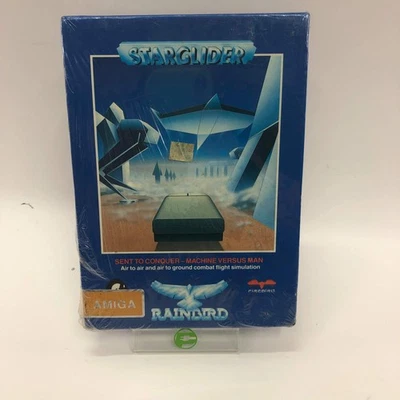 STARGLIDER
SENT TO CONQUER – MACHINE VERSUS MAN
Air to air and air to ground combat flight simulation
FIREBIRD
AMIGA
RAINBIRD